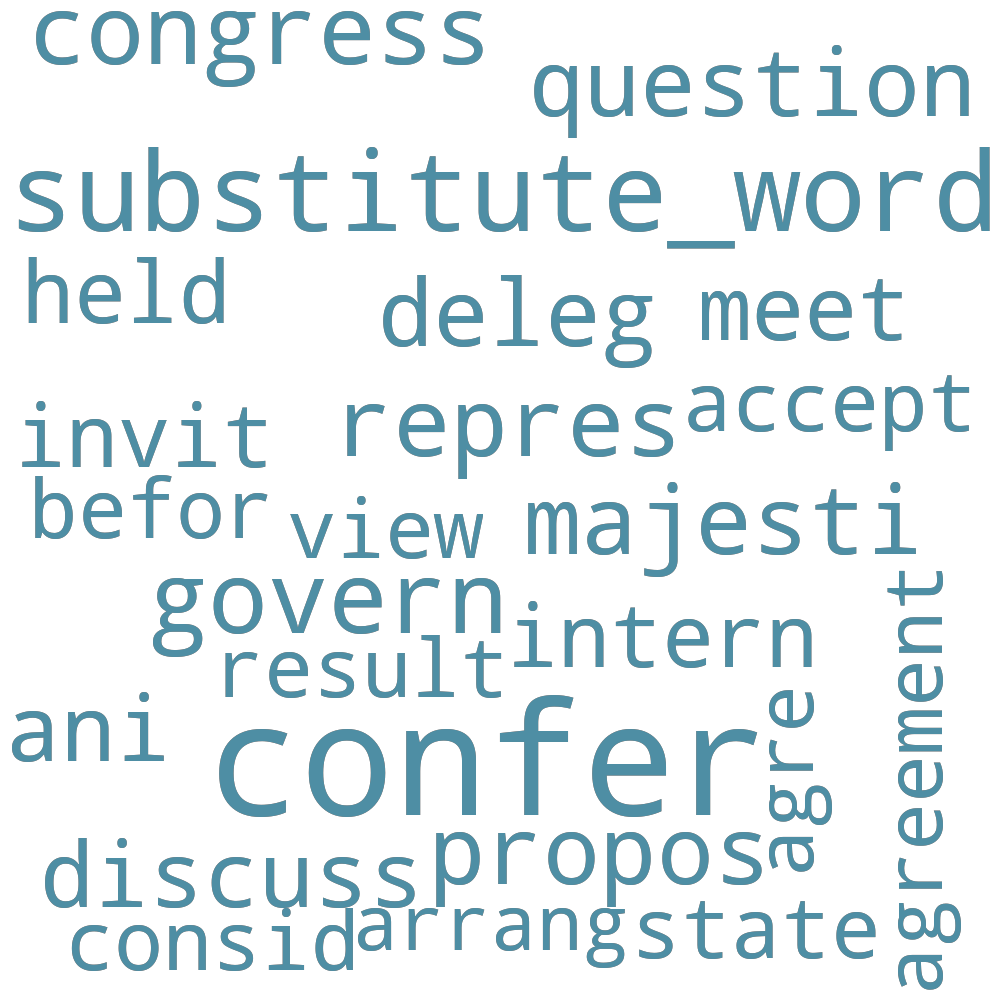 congress
question
substitute_word
held
deleg
meet
accept
invit
repres
befor
view
majesti
govern
intern
agreement
result
ani
confer
agre
discuss
propos
consid
arrang
state